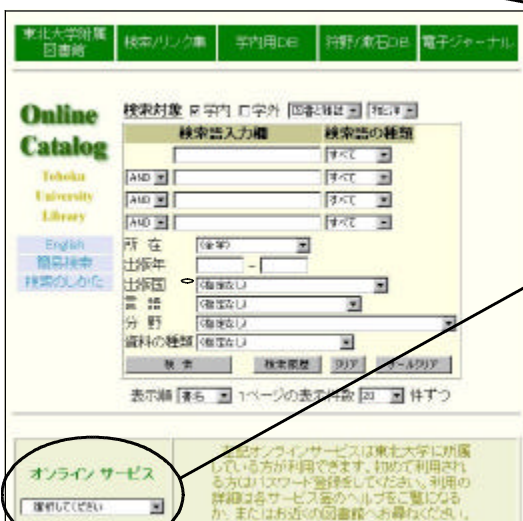 東北大学附属図書館 検索/リンク集 学内用DB 狩野/漱石DB 電子ジャーナル
Online Catalog
Tohoku University Library
English
簡易検索
検索のしかた
検索対象 学内 学外 図書と雑誌 和と洋
検索語入力欄 検索語の種類
すべて
AND すべて
AND すべて
AND すべて
所 在 (全学)
出版年 -
出版国 (指定なし)
言 語 (指定なし)
分 野 (指定なし)
資料の種類 (指定なし)
検 索 検索履歴 クリア オールクリア
表示順 書名 1ページの表示件数 20 件ずつ
オンライン サービス
選択してください
左記オンラインサービスは東北大学に所属
している方が利用できます。初めて利用され
る方はパスワード登録をしてください。利用の
詳細は各サービス毎のヘルプをご覧になる
か、またはお近くの図書館へお尋ねください。